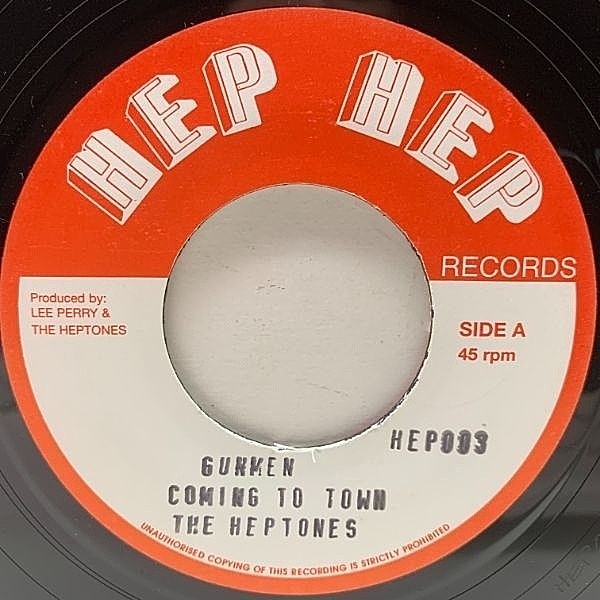 HEP HEP
RECORDS
Produced by:
LEE PERRY &
THE HEPTONES
SIDE A
45 rpm
HEP003
GUNMEN
COMING TO TOWN
THE HEPTONES
UNAUTHORISED COPYING OF THIS RECORDING IS STRICTLY PROHIBITED